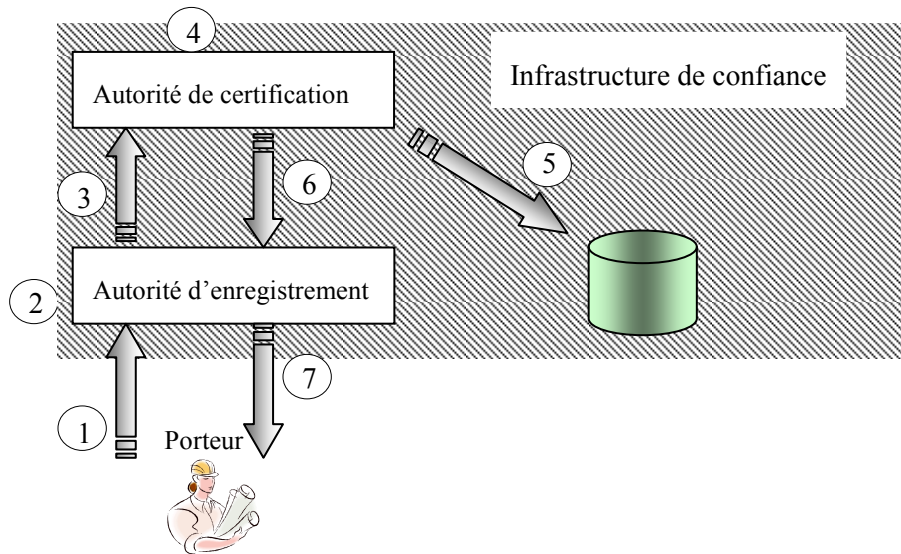 4
Autorité de certification
Infrastructure de confiance
5
3
6
Autorité d’enregistrement
2
7
1
Porteur